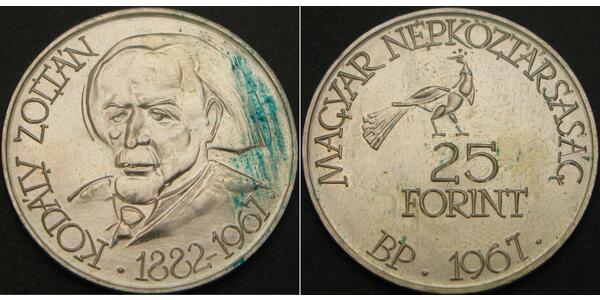 KODÁLY ZOLTÁN
· 1882-1967 ·
MAGYAR NÉPKÖZTÁRSASÁG
25
FORINT
BP. 1967.